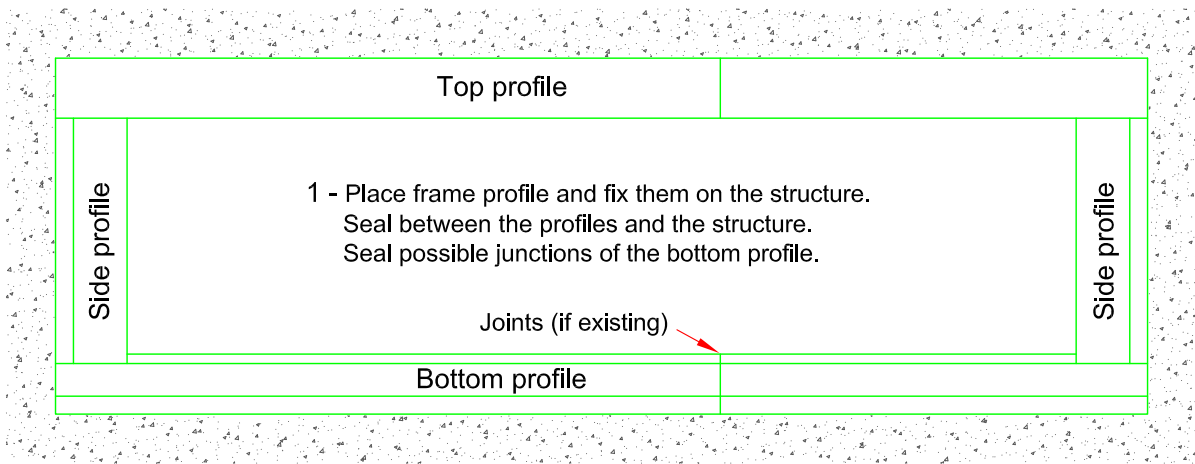 Top profile
1 - Place frame profile and fix them on the structure.
Seal between the profiles and the structure.
Seal possible junctions of the bottom profile.
Side profile
Side profile
Joints (if existing)
Bottom profile